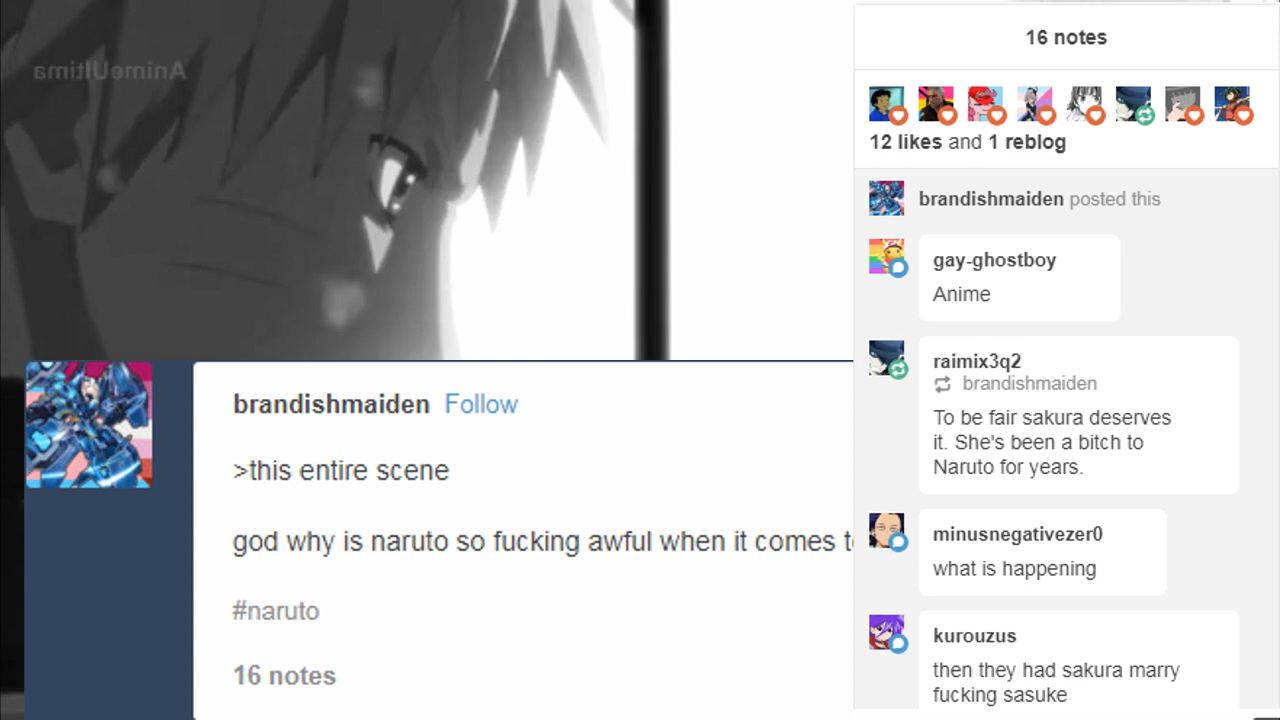 AnimeUltima
16 notes
12 likes and 1 reblog
brandishmaiden posted this
gay-ghostboy
Anime
raimix3q2
brandishmaiden
To be fair sakura deserves
it. She's been a bitch to
Naruto for years.
minusnegativezer0
what is happening
kurouzus
then they had sakura marry
fucking sasuke
brandishmaiden Follow
>this entire scene
god why is naruto so fucking awful when it comes
#naruto
16 notes